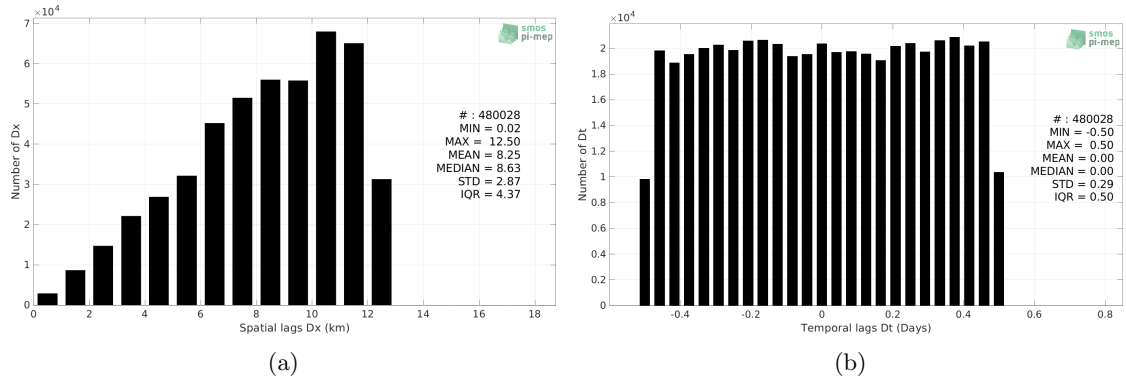 ×10⁴
7
6
5
4
3
2
1
0
Number of Dx
0 2 4 6 8 10 12 14 16 18
Spatial lags Dx (km)
smos
pi-mep
# : 480028
MIN = 0.02
MAX = 12.50
MEAN = 8.25
MEDIAN = 8.63
STD = 2.87
IQR = 4.37
(a)
×10⁴
2
1.8
1.6
1.4
1.2
1
0.8
0.6
0.4
0.2
0
Number of Dt
-0.4 -0.2 0 0.2 0.4 0.6 0.8
Temporal lags Dt (Days)
smos
pi-mep
# : 480028
MIN = -0.50
MAX = 0.50
MEAN = 0.00
MEDIAN = 0.00
STD = 0.29
IQR = 0.50
(b)